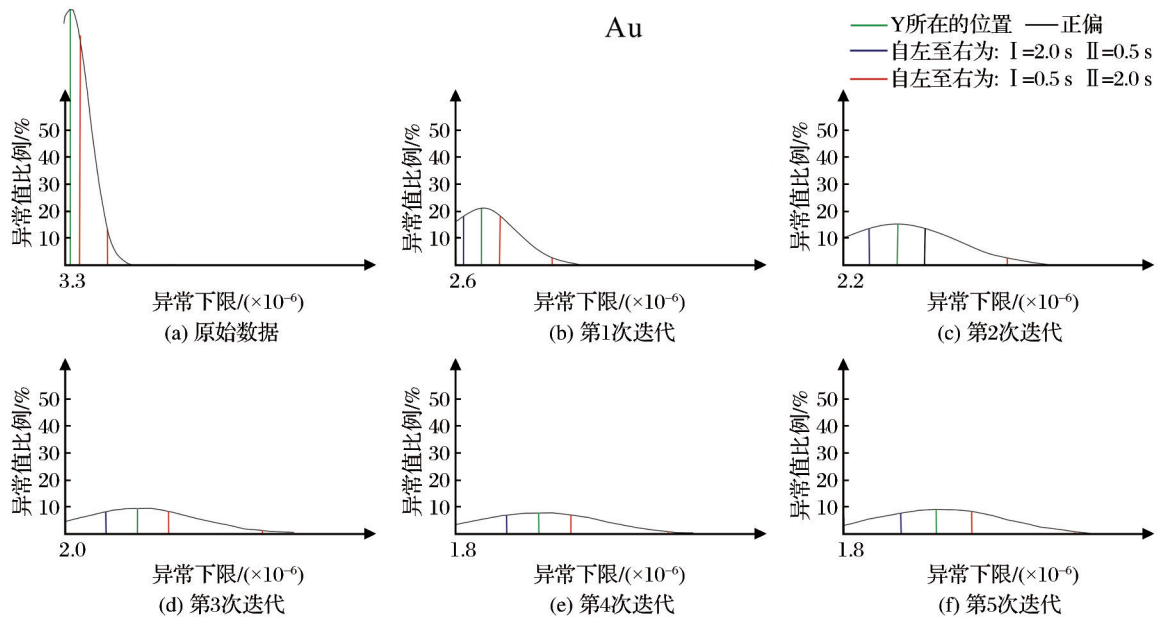 Au
Y所在的位置 正偏
自左至右为: Ⅰ=2.0 s Ⅱ=0.5 s
自左至右为: Ⅰ=0.5 s Ⅱ=2.0 s
异常值比例/%
50
40
30
20
10
3.3
异常下限/(×10⁻⁶)
(a) 原始数据
异常值比例/%
50
40
30
20
10
2.6
异常下限/(×10⁻⁶)
(b) 第1次迭代
异常值比例/%
50
40
30
20
10
2.2
异常下限/(×10⁻⁶)
(c) 第2次迭代
异常值比例/%
50
40
30
20
10
2.0
异常下限/(×10⁻⁶)
(d) 第3次迭代
异常值比例/%
50
40
30
20
10
1.8
异常下限/(×10⁻⁶)
(e) 第4次迭代
异常值比例/%
50
40
30
20
10
1.8
异常下限/(×10⁻⁶)
(f) 第5次迭代